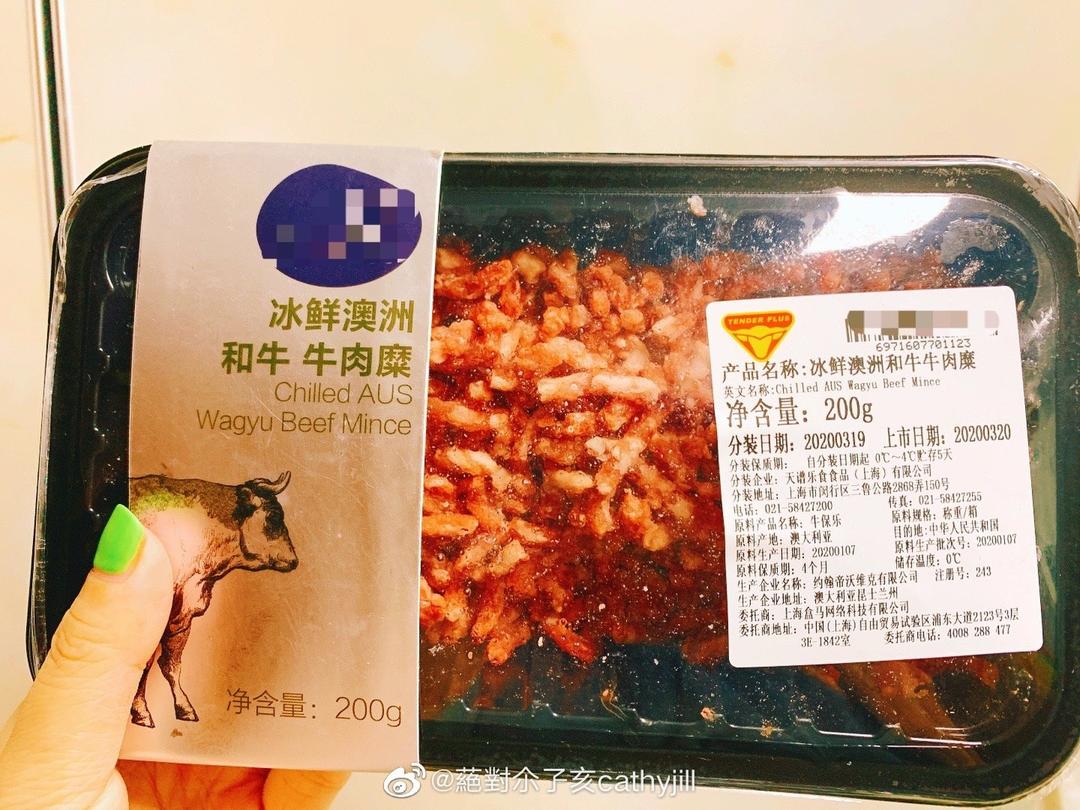 冰鲜澳洲
和牛 牛肉糜
Chilled AUS
Wagyu Beef Mince
净含量：200g
TENDER PLUS
6971607701123
产品名称:冰鲜澳洲和牛牛肉糜
英文名称:Chilled AUS Wagyu Beef Mince
净含量：200g
分装日期：20200319 上市日期：20200320
分装保质期： 自分装日期起 0℃~4℃贮存5天
分装企业：天谱乐食食品（上海）有限公司
分装地址：上海市闵行区三鲁公路2868弄150号
电话：021-58427200 传真：021-58427255
原料产品名称：牛保乐 原料规格：称重/箱
原料产地：澳大利亚 目的地:中华人民共和国
原料生产日期：20200107 原料生产批次号：20200107
原料保质期：4个月 储存温度：0℃
生产企业名称：约翰帝沃维克有限公司 注册号：243
生产企业地址：澳大利亚昆士兰州
委托商：上海盒马网络科技有限公司
委托商地址：中国(上海)自由贸易试验区浦东大道2123号3层
3E-1842室 委托商电话：4008 288 477
@蕝對尒子亥cathyjill